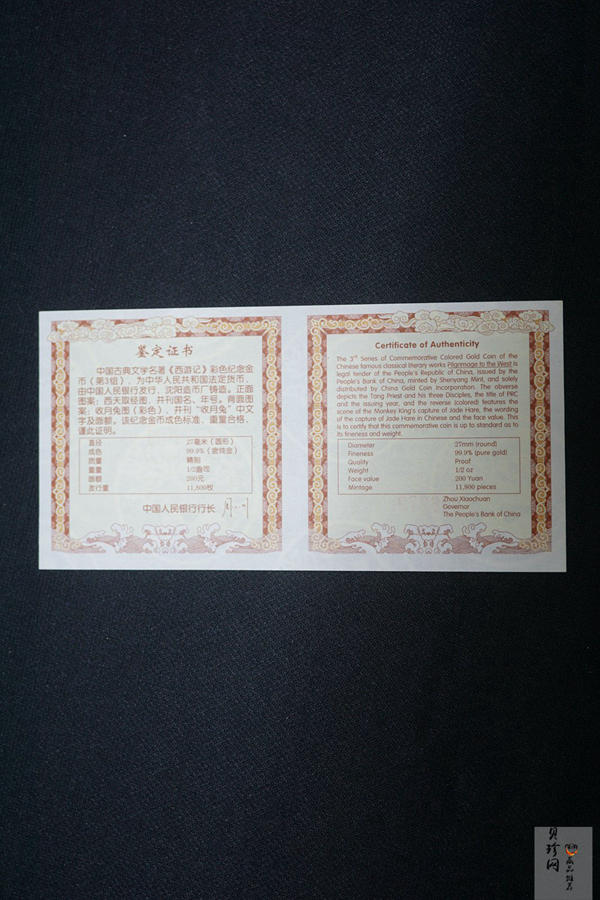 鉴定证书
中国古典文学名著《西游记》彩色纪念金
币（第3组），为中华人民共和国法定货币，
由中国人民银行发行，沈阳造币厂铸造。正面
图案：西天取经图，并刊国名、年号。背面图
案：收月兔图（彩色），并刊“收月兔”中文
字及面额。该纪念金币成色标准，重量合格，
谨此证明。
直径 27毫米（圆形）
成色 99.9%（密纯金）
质量 精制
重量 1/2盎司
面额 200元
发行量 11,800枚
中国人民银行行长
Certificate of Authenticity
The 3rd Series of Commemorative Colored Gold Coin of the
Chinese famous classical literary works Pilgrimage to the West is
legal tender of the People's Republic of China, issued by the
People's Bank of China, minted by Shenyang Mint, and solely
distributed by China Gold Coin Incorporation. The obverse
depicts the Tang Priest and his three Disciples, the title of PRC
and the issuing year, and the reverse (colored) features the
scene of the Monkey King's capture of Jade Hare, the wording
of the capture of Jade Hare in Chinese and the face value. This
is to certify that this commemorative coin is up to standard as to
its fineness and weight.
Diameter 27mm (round)
Fineness 99.9% (pure gold)
Quality Proof
Weight 1/2 oz
Face value 200 Yuan
Mintage 11,800 pieces
Zhou Xiaochuan
Governor
The People's Bank of China
贝珍网